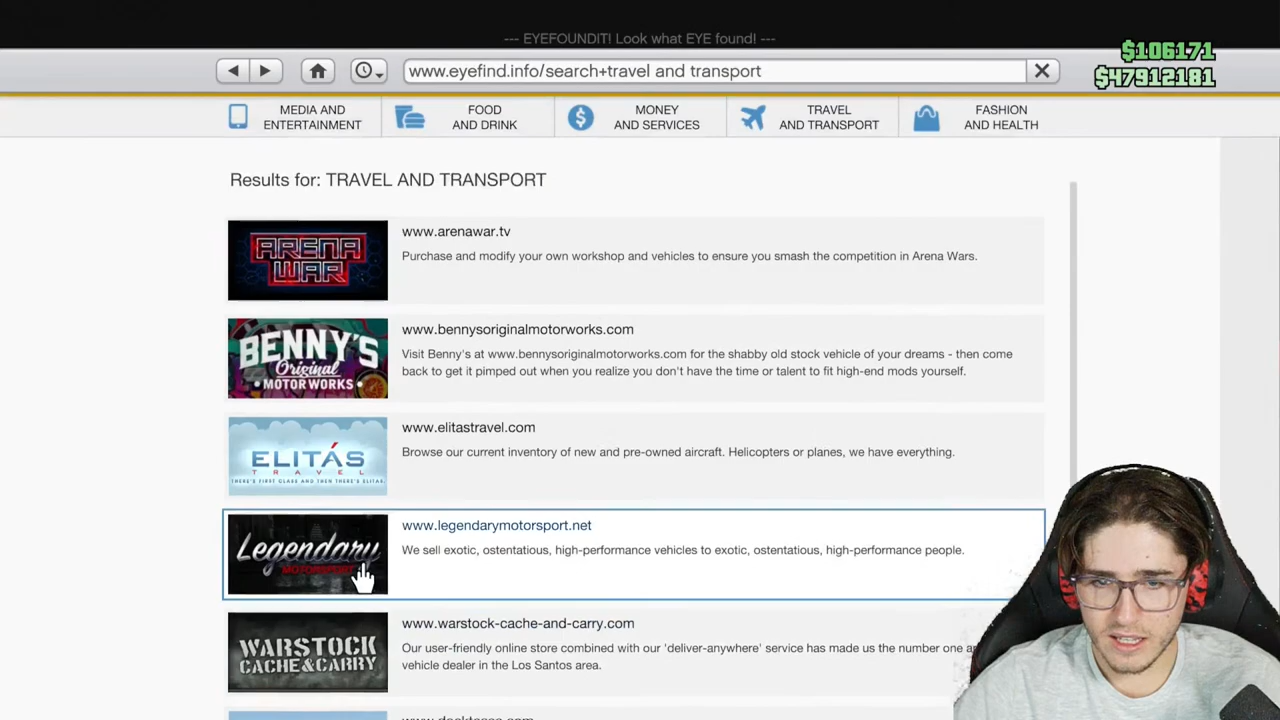 --- EYEFOUNDIT! Look what EYE found! ---
$106171
$47912181
www.eyefind.info/search+travel and transport
MEDIA AND
ENTERTAINMENT
FOOD
AND DRINK
MONEY
AND SERVICES
TRAVEL
AND TRANSPORT
FASHION
AND HEALTH
Results for: TRAVEL AND TRANSPORT
ARENA
WAR
www.arenawar.tv
Purchase and modify your own workshop and vehicles to ensure you smash the competition in Arena Wars.
BENNY'S
Original
MOTOR WORKS
www.bennysoriginalmotorworks.com
Visit Benny's at www.bennysoriginalmotorworks.com for the shabby old stock vehicle of your dreams - then come
back to get it pimped out when you realize you don't have the time or talent to fit high-end mods yourself.
ELITÁS
TRAVEL
THERE'S FIRST CLASS AND THEN THERE'S ELITÁS.
www.elitastravel.com
Browse our current inventory of new and pre-owned aircraft. Helicopters or planes, we have everything.
Legendary
MOTORSPORT
www.legendarymotorsport.net
We sell exotic, ostentatious, high-performance vehicles to exotic, ostentatious, high-performance people.
WARSTOCK
CACHE&CARRY
www.warstock-cache-and-carry.com
Our user-friendly online store combined with our 'deliver-anywhere' service has made us the number one
vehicle dealer in the Los Santos area.